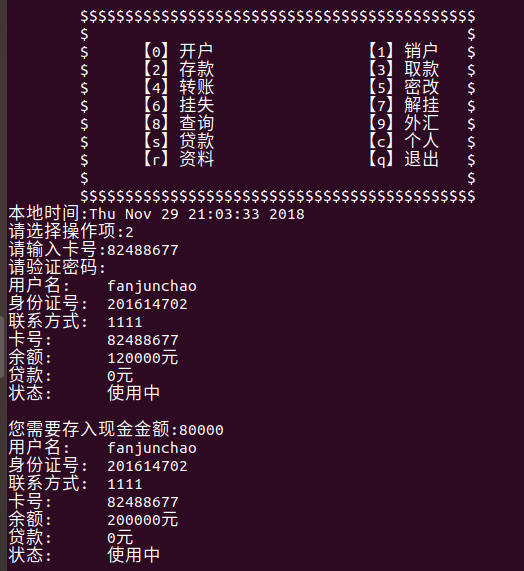 $$$$$$$$$$$$$$$$$$$$$$$$$$$$$$$$$$$$$$$$$$$$
$ $
$ 【0】开户 【1】销户 $
$ 【2】存款 【3】取款 $
$ 【4】转账 【5】密改 $
$ 【6】挂失 【7】解挂 $
$ 【8】查询 【9】外汇 $
$ 【s】贷款 【c】个人 $
$ 【r】资料 【q】退出 $
$ $
$$$$$$$$$$$$$$$$$$$$$$$$$$$$$$$$$$$$$$$$$$$$
本地时间:Thu Nov 29 21:03:33 2018
请选择操作项:2
请输入卡号:82488677
请验证密码:
用户名: fanjunchao
身份证号: 201614702
联系方式: 1111
卡号: 82488677
余额: 120000元
贷款: 0元
状态: 使用中
您需要存入现金金额:80000
用户名: fanjunchao
身份证号: 201614702
联系方式: 1111
卡号: 82488677
余额: 200000元
贷款: 0元
状态: 使用中